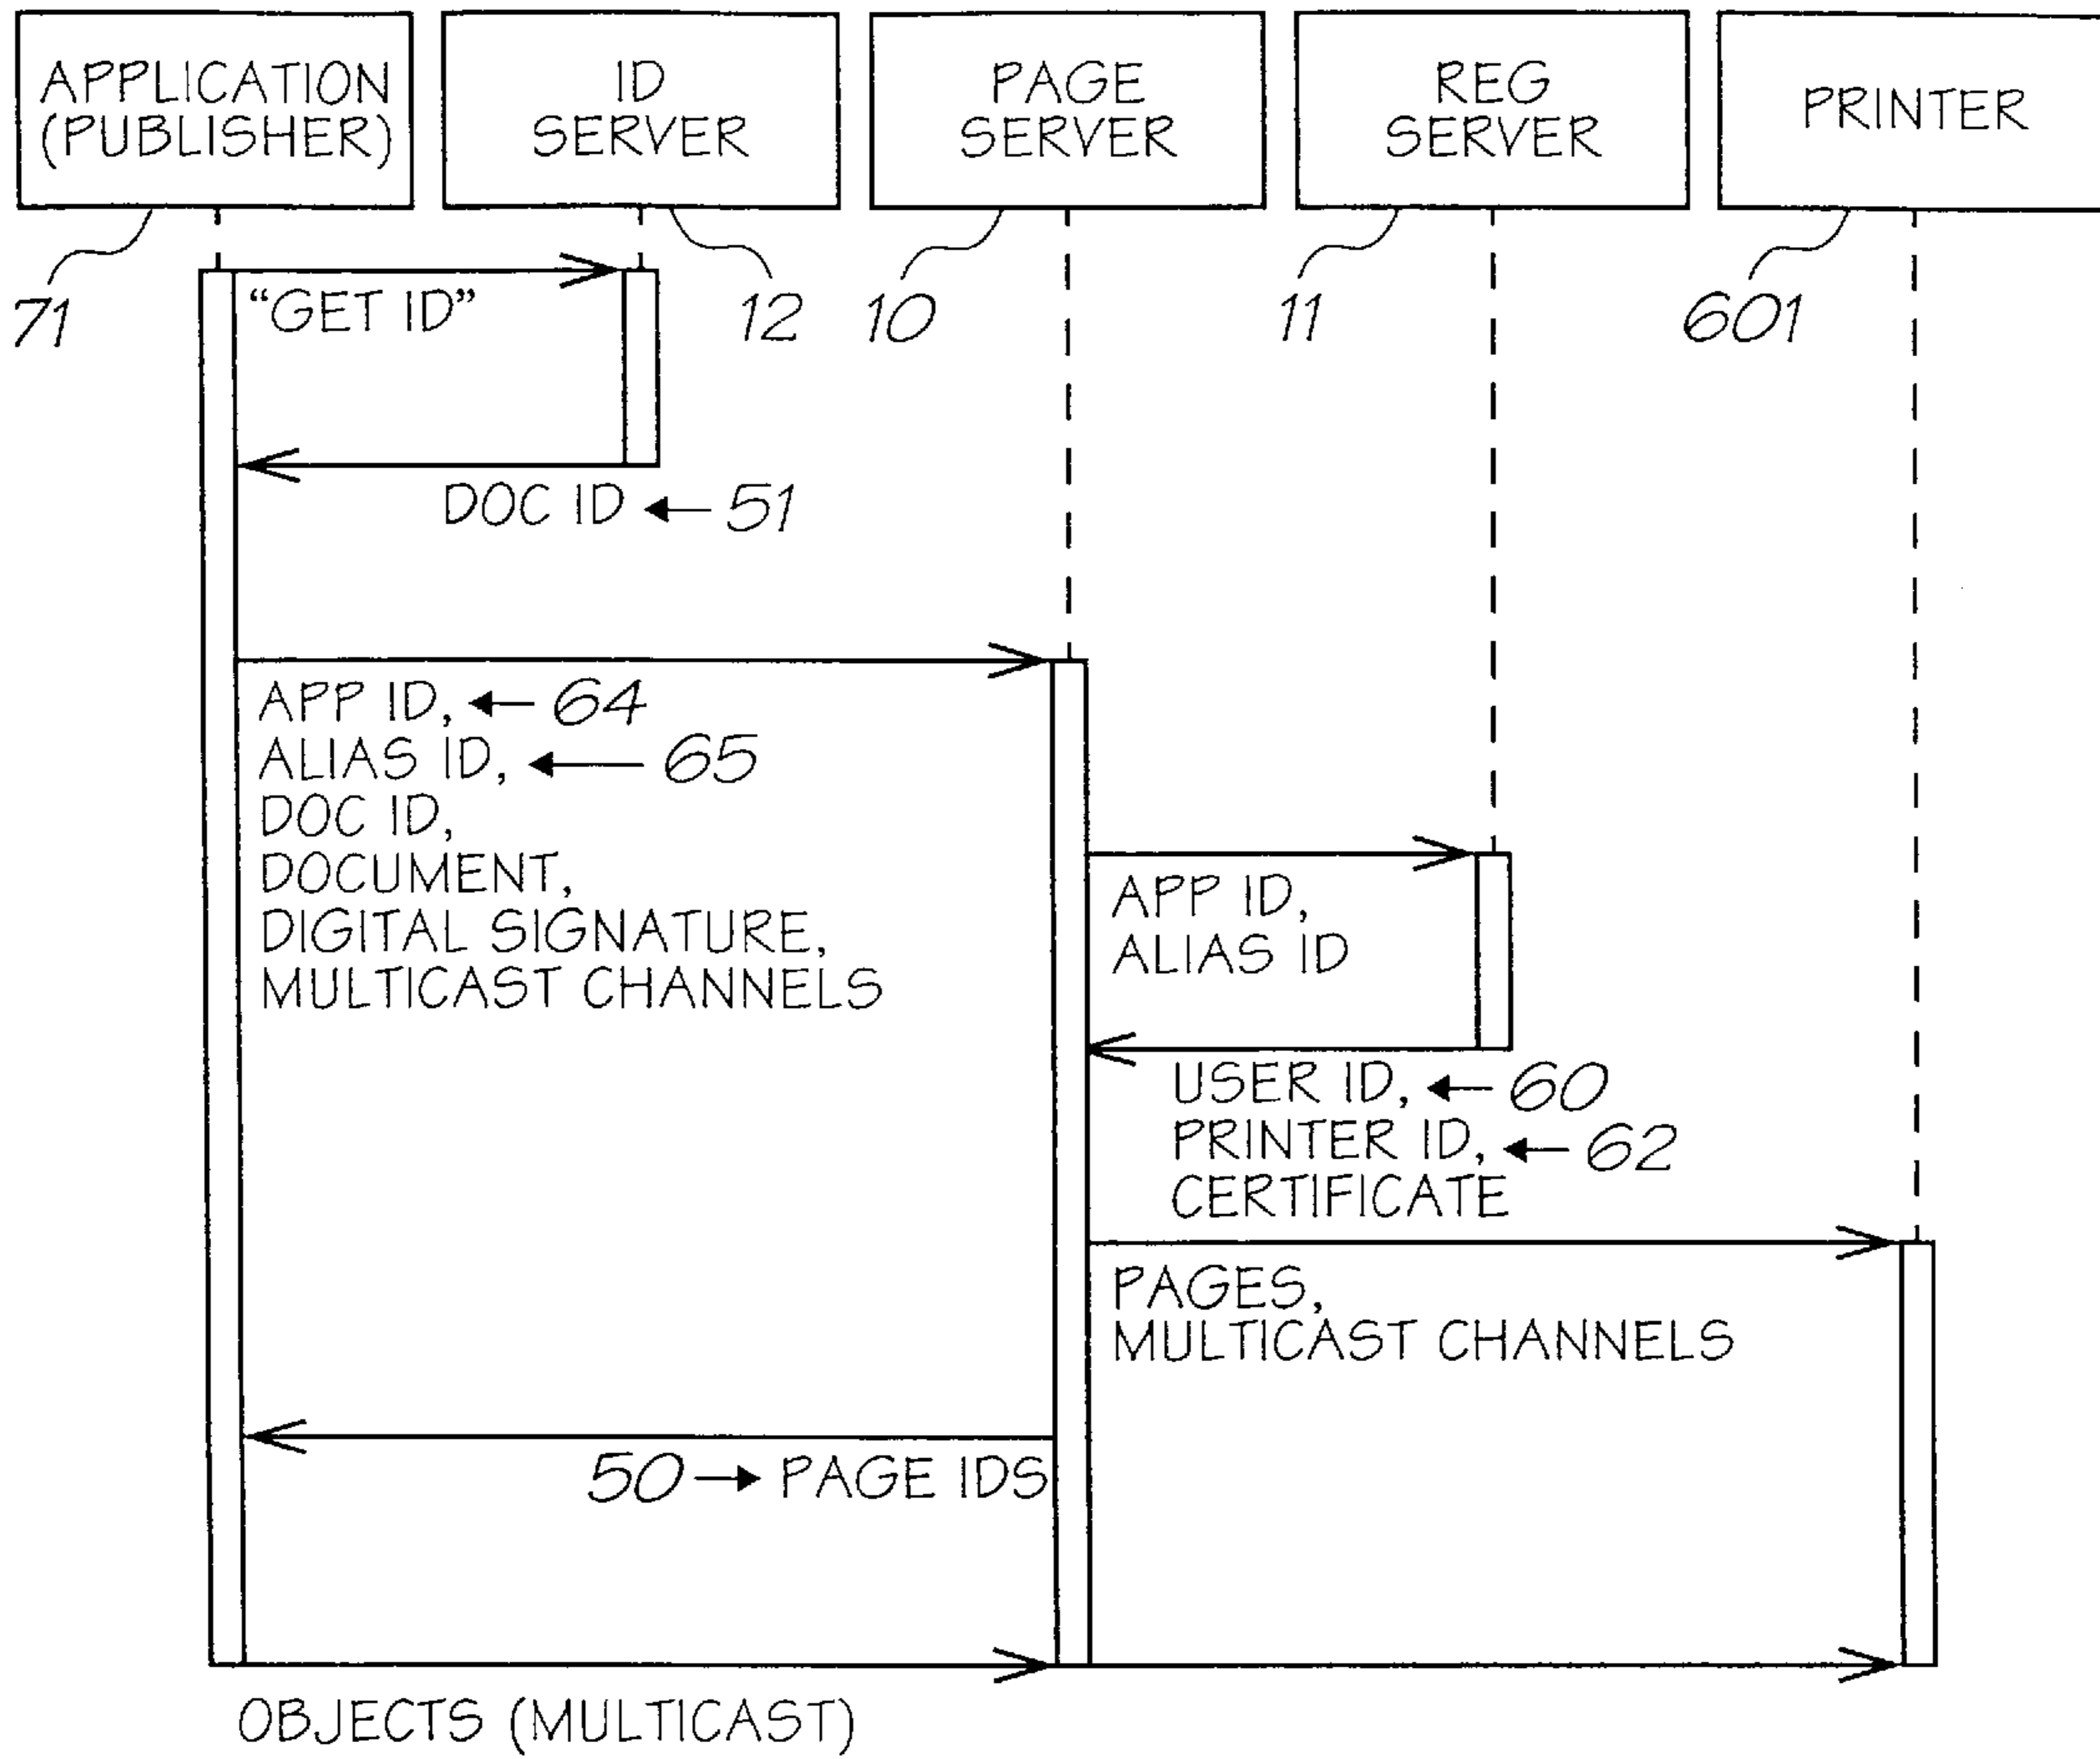 APPLICATION
(PUBLISHER)
ID
SERVER
PAGE
SERVER
REG
SERVER
PRINTER
71
12
10
11
601
"GET ID"
DOC ID
51
APP ID,
64
ALIAS ID,
65
DOC ID,
DOCUMENT,
DIGITAL SIGNATURE,
MULTICAST CHANNELS
APP ID,
ALIAS ID
USER ID,
60
PRINTER ID,
62
CERTIFICATE
PAGES,
MULTICAST CHANNELS
50
PAGE IDS
OBJECTS (MULTICAST)